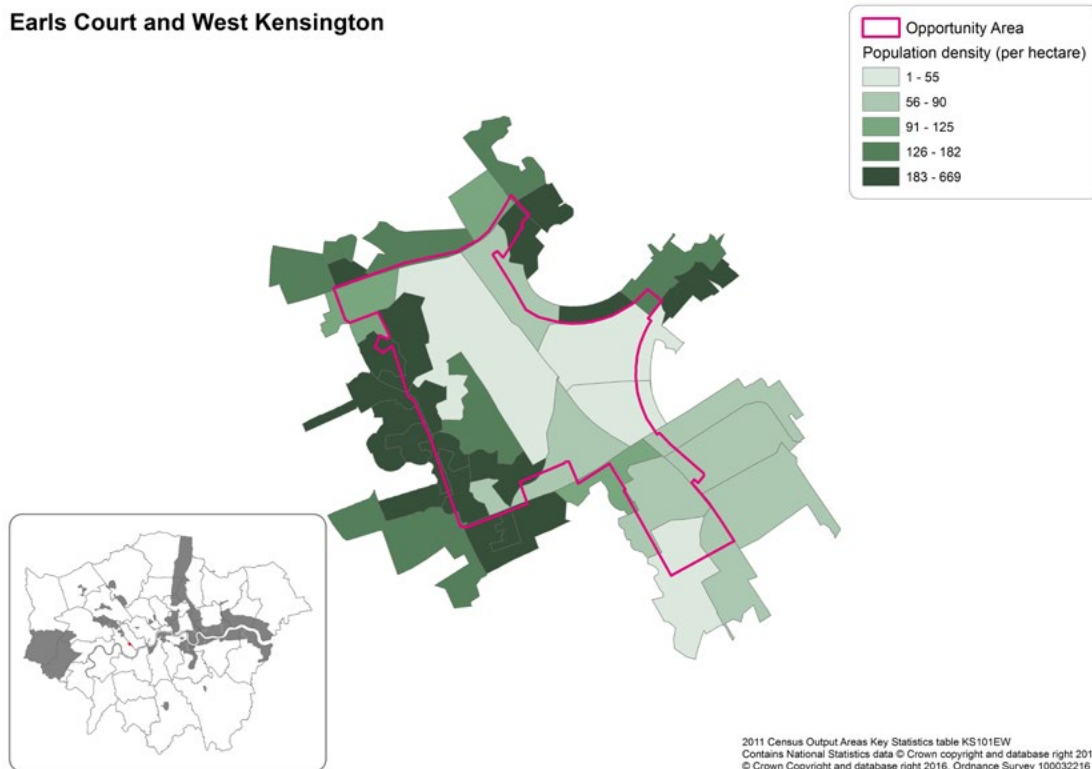 Earls Court and West Kensington
Opportunity Area
Population density (per hectare)
1 - 55
56 - 90
91 - 125
126 - 182
183 - 669
2011 Census Output Areas Key Statistics table KS101EW
Contains National Statistics data © Crown copyright and database right 201
© Crown Copyright and database right 2016. Ordnance Survey 100032216